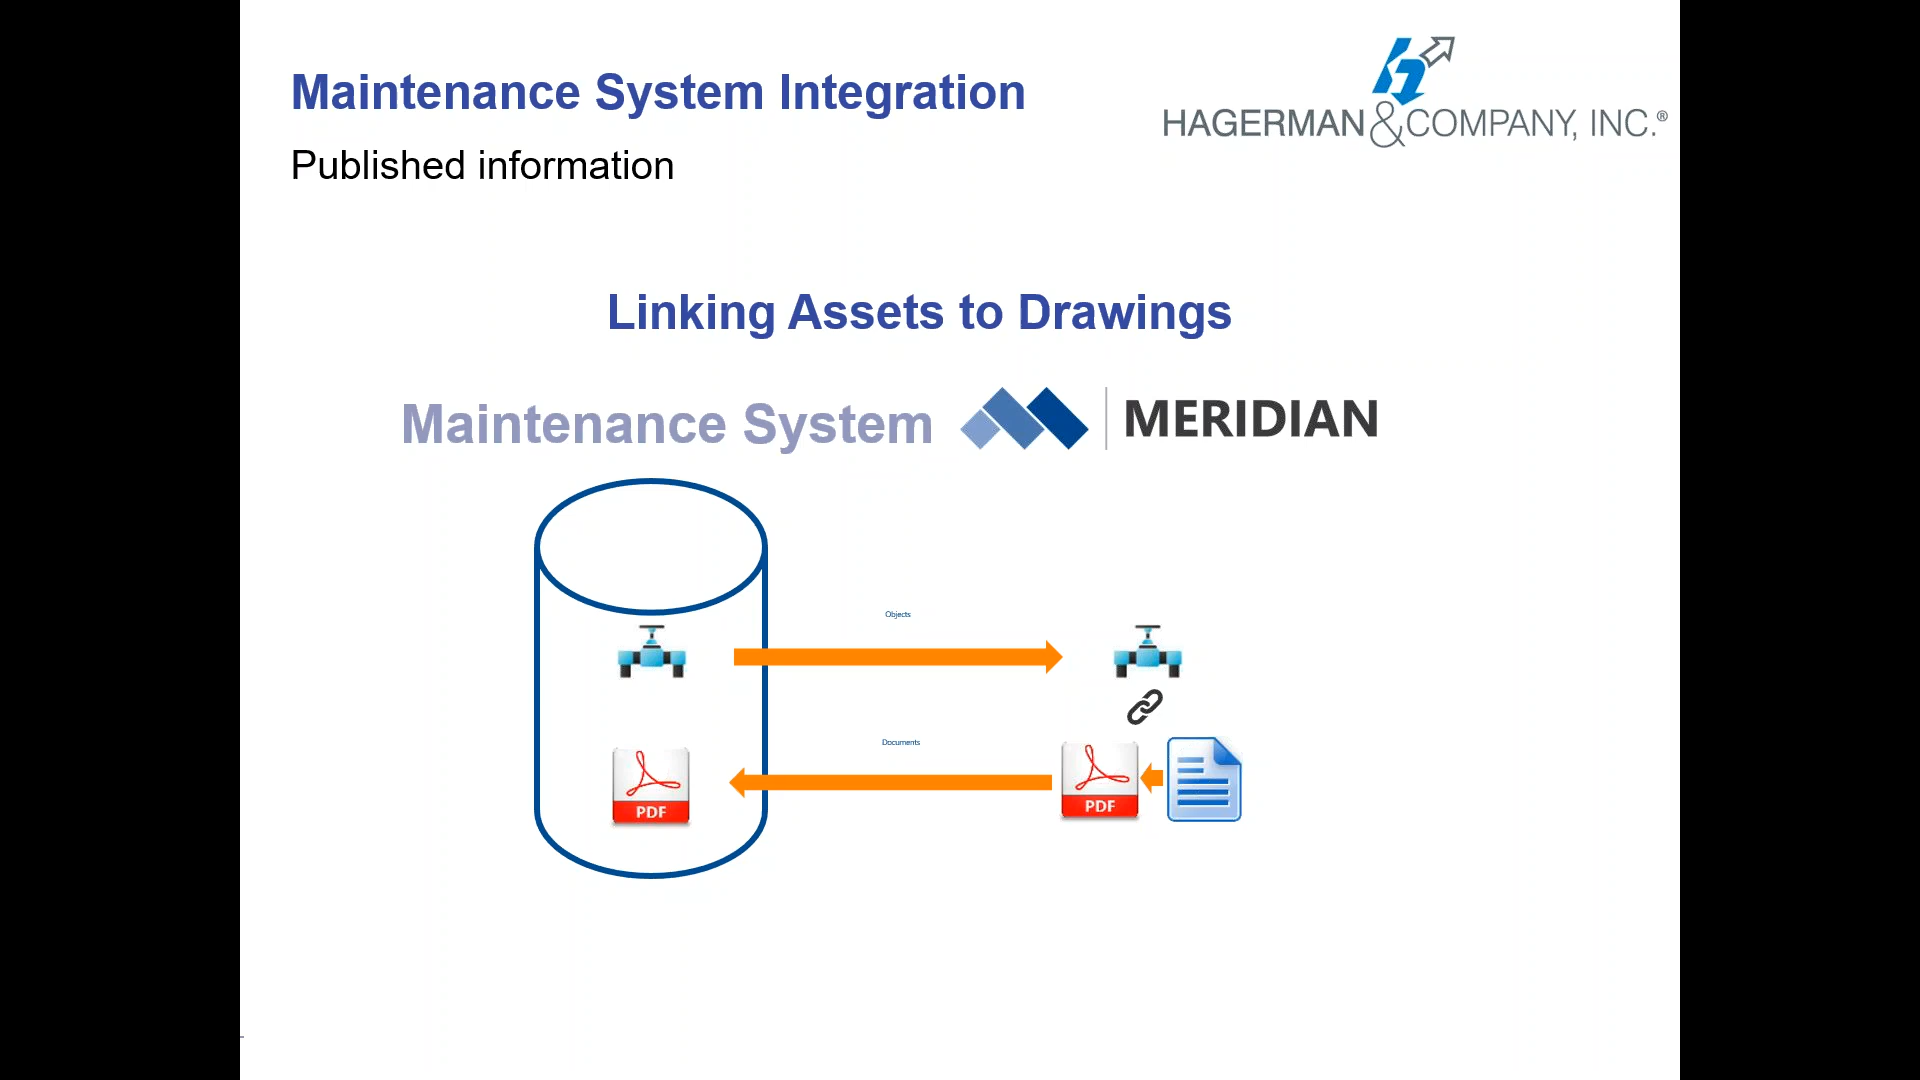 Maintenance System Integration
HAGERMAN & COMPANY, INC.®
Published information
Linking Assets to Drawings
Maintenance System
MERIDIAN
Objects
Documents
PDF
PDF